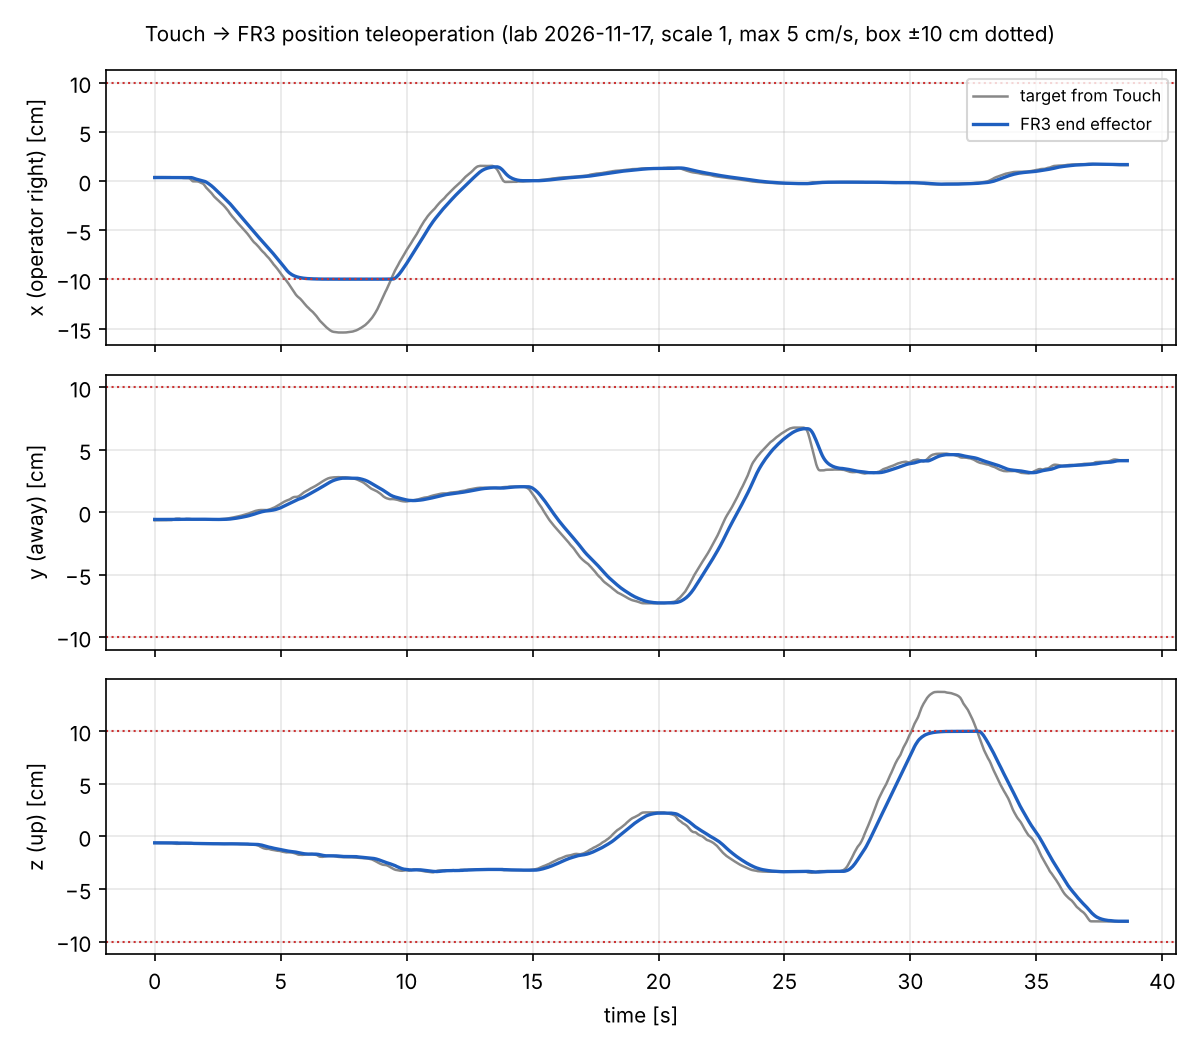 Touch → FR3 position teleoperation (lab 2026-11-17, scale 1, max 5 cm/s, box ±10 cm dotted)
x (operator right) [cm]
10
5
0
−5
−10
−15
target from Touch
FR3 end effector
y (away) [cm]
10
5
0
−5
−10
z (up) [cm]
10
5
0
−5
−10
0 5 10 15 20 25 30 35 40
time [s]